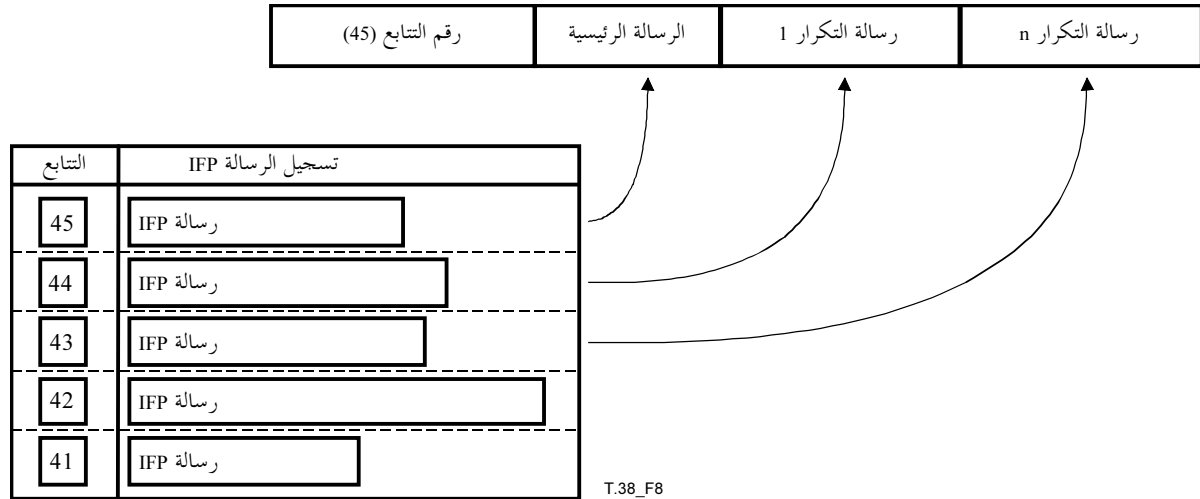 رقم التتابع (45) الرسالة الرئيسية رسالة التكرار 1 رسالة التكرار n
التتابع تسجيل الرسالة IFP
45 رسالة IFP
44 رسالة IFP
43 رسالة IFP
42 رسالة IFP
41 رسالة IFP
T.38_F8